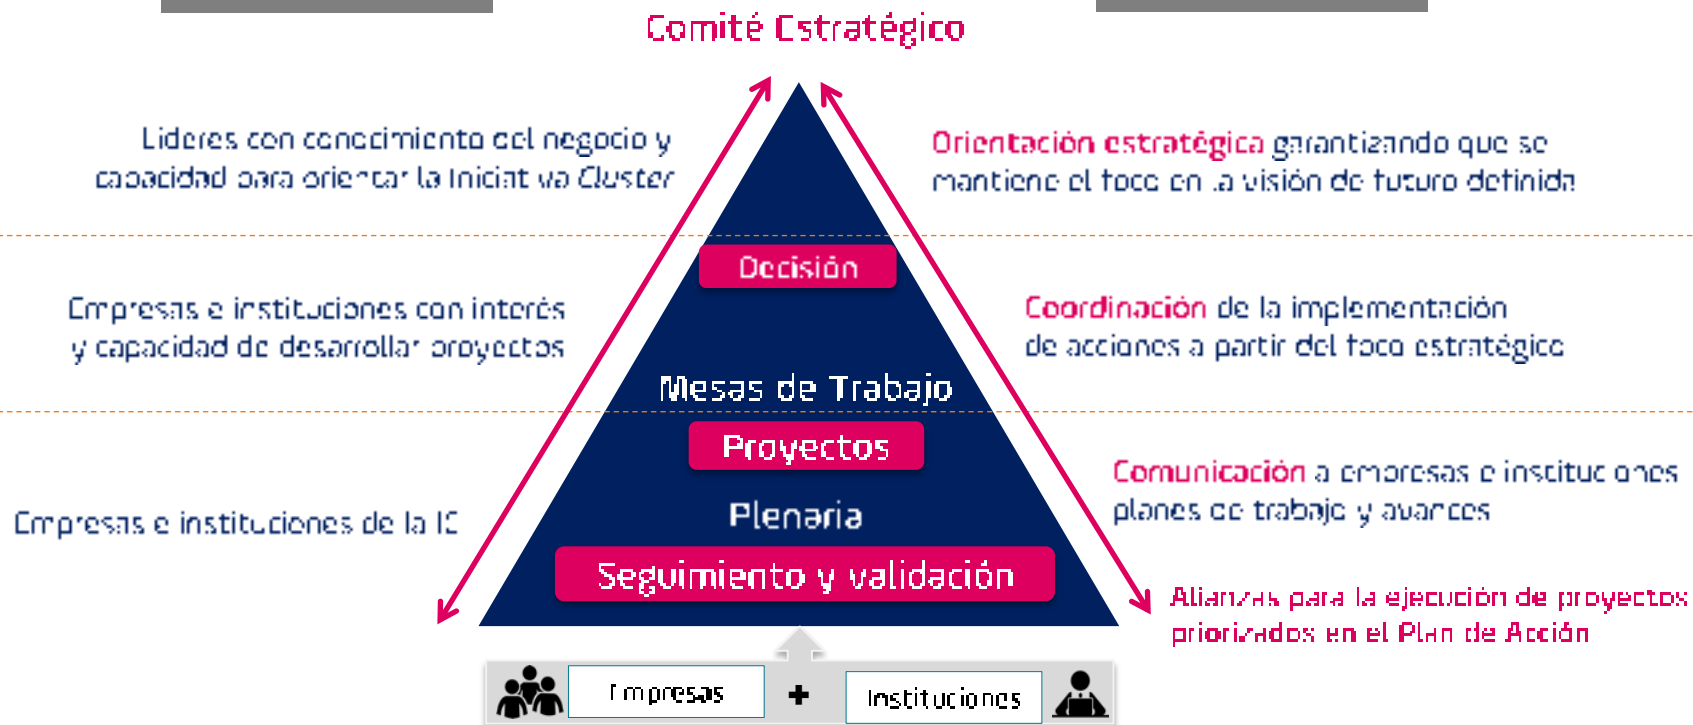 Comité Estratégico
Líderes con conocimiento del negocio y
capacidad para orientar la Iniciativa Cluster
Orientación estratégica garantizando que se
mantiene el foco en la visión de futuro definida
Decisión
Empresas e instituciones con interés
y capacidad de desarrollar proyectos
Coordinación de la implementación
de acciones a partir del foco estratégico
Mesas de Trabajo
Proyectos
Empresas e instituciones de la IC
Plenaria
Comunicación a empresas e instituciones
planes de trabajo y avances
Seguimiento y validación
Alianzas para la ejecución de proyectos
priorizados en el Plan de Acción
Empresas + Instituciones